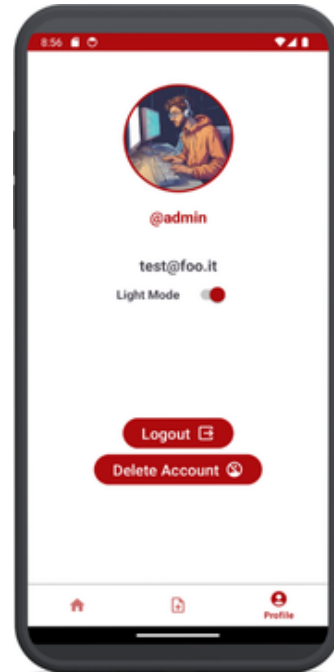 8:56
@admin
test@foo.it
Light Mode
Logout
Delete Account
Profile